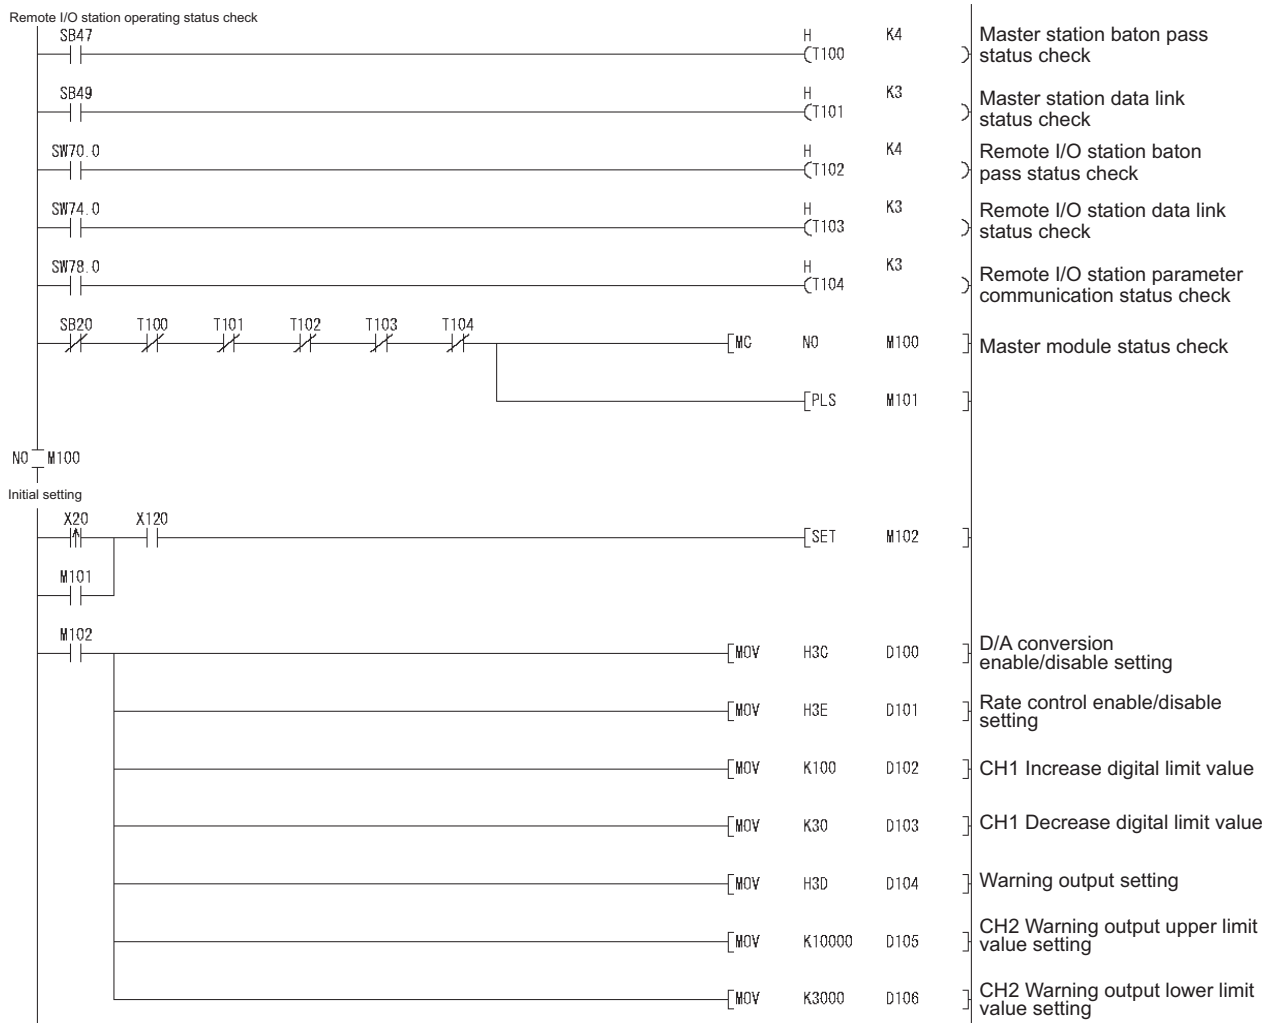 Remote I/O station operating status check
SB47 H K4 Master station baton pass
(T100 ) status check
SB49 H K3 Master station data link
(T101 ) status check
SW70.0 H K4 Remote I/O station baton
(T102 ) pass status check
SW74.0 H K3 Remote I/O station data link
(T103 ) status check
SW78.0 H K3 Remote I/O station parameter
(T104 ) communication status check
SB20 T100 T101 T102 T103 T104
[MC N0 M100 ] Master module status check
[PLS M101 ]
N0 M100
Initial setting
X20 X120
[SET M102 ]
M101
M102
[MOV H3C D100 ] D/A conversion
enable/disable setting
[MOV H3E D101 ] Rate control enable/disable
setting
[MOV K100 D102 ] CH1 Increase digital limit value
[MOV K30 D103 ] CH1 Decrease digital limit value
[MOV H3D D104 ] Warning output setting
[MOV K10000 D105 ] CH2 Warning output upper limit
value setting
[MOV K3000 D106 ] CH2 Warning output lower limit
value setting